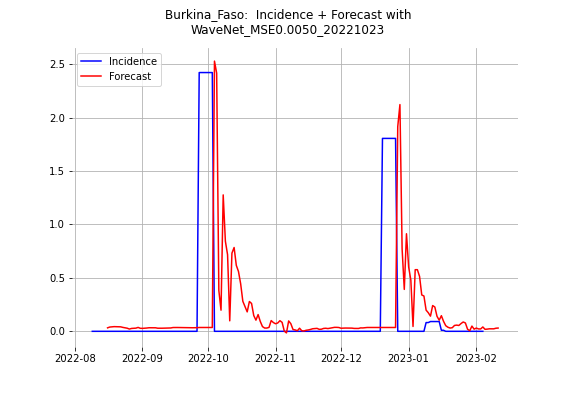 Burkina_Faso:  Incidence + Forecast with
WaveNet_MSE0.0050_20221023
Incidence
Forecast
2.5
2.0
1.5
1.0
0.5
0.0
2022-08 2022-09 2022-10 2022-11 2022-12 2023-01 2023-02